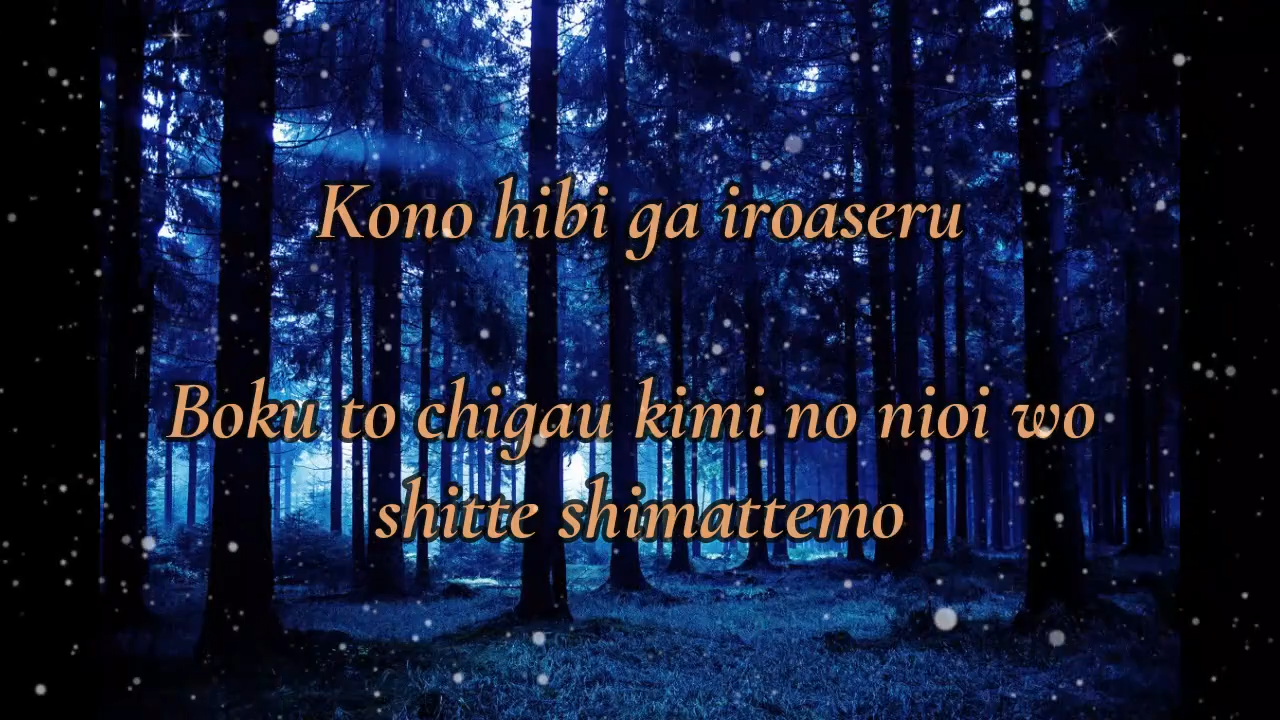 Kono hibi ga iroaseru
Boku to chigau kimi no nioi wo
shitte shimattemo